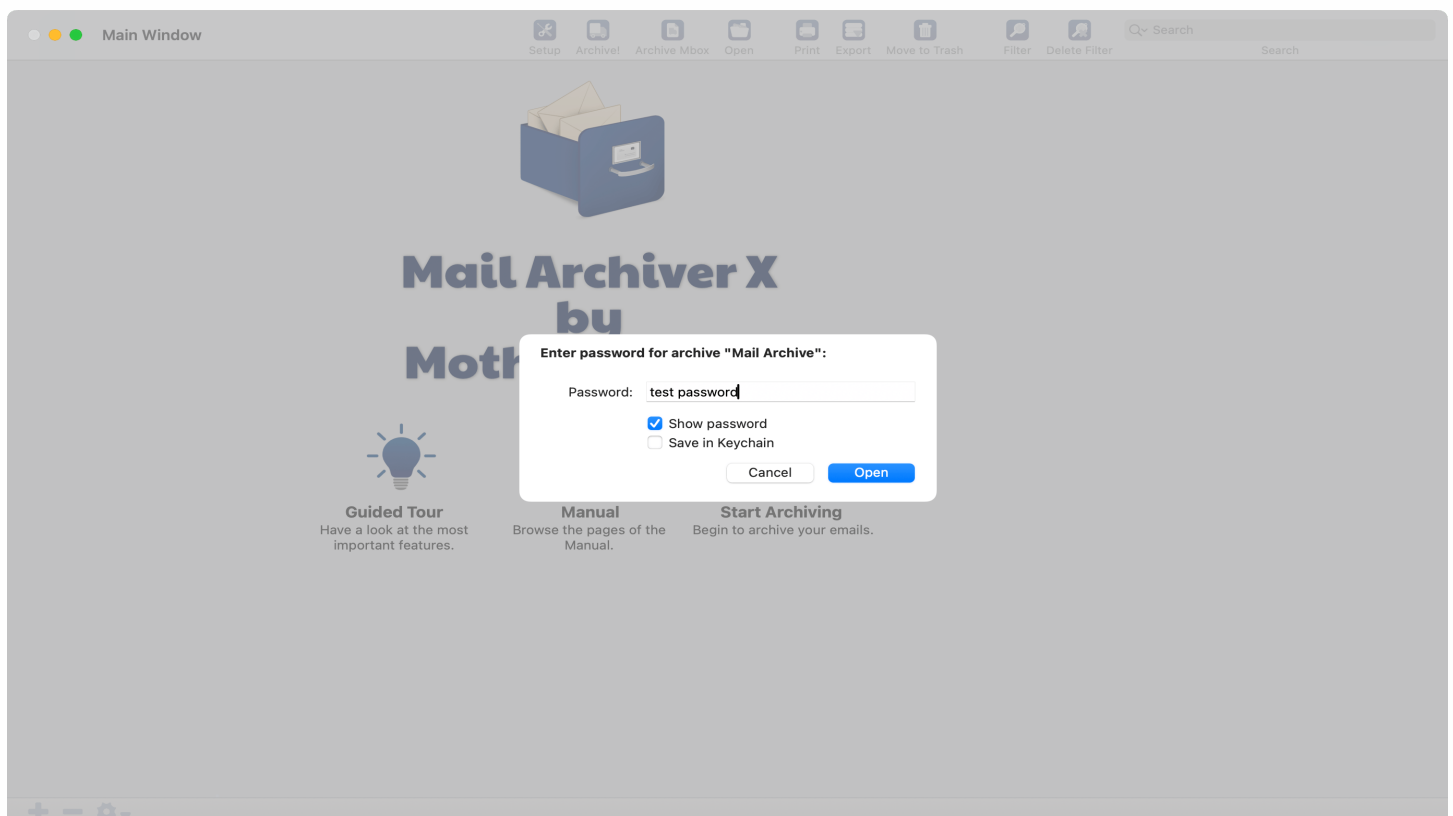 Main Window
Setup Archive! Archive Mbox Open Print Export Move to Trash Filter Delete Filter Search
Search
Mail Archiver X
by
Enter password for archive "Mail Archive":
Password: test password
Show password
Save in Keychain
Cancel Open
Guided Tour
Have a look at the most
important features.
Manual
Browse the pages of the
Manual.
Start Archiving
Begin to archive your emails.